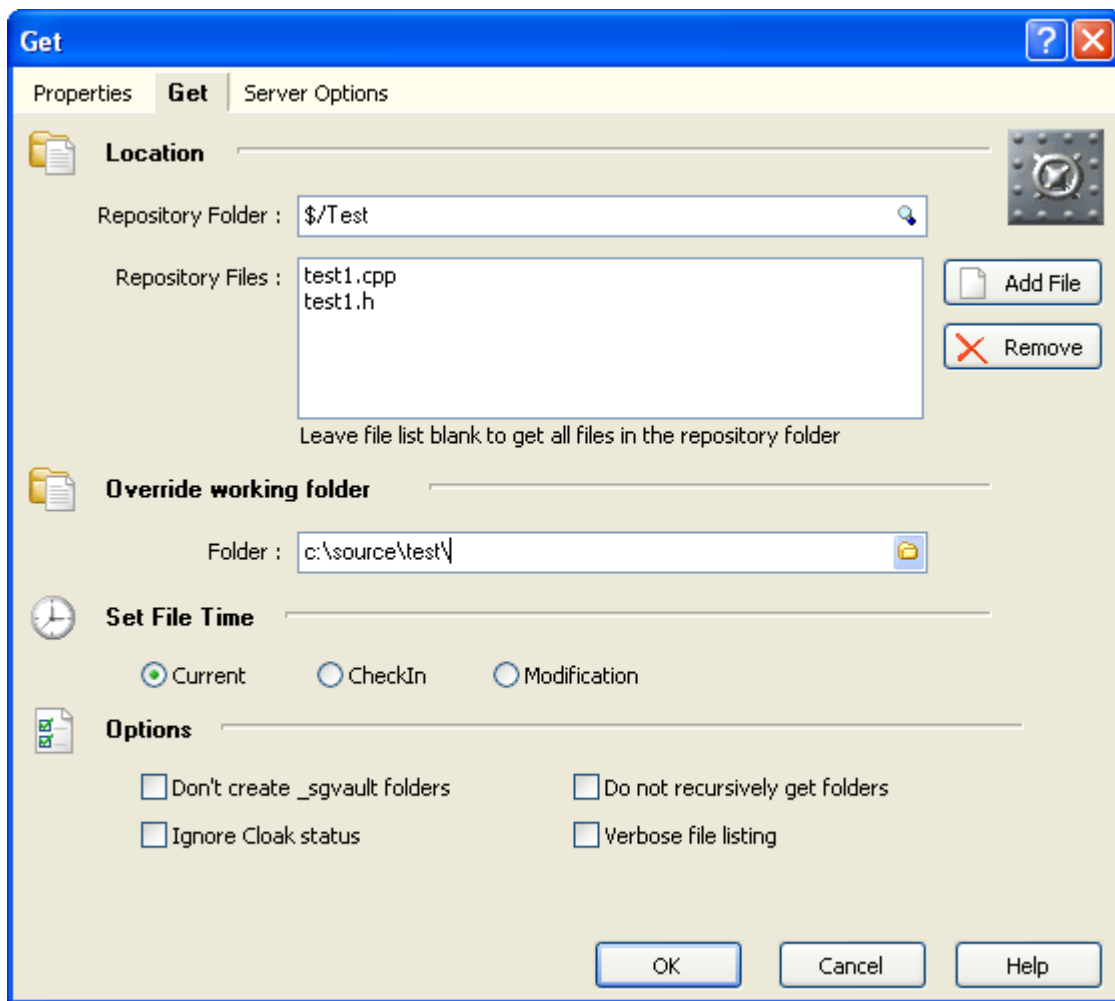 Get
Properties Get Server Options
Location
Repository Folder : $/Test
Repository Files : test1.cpp
test1.h
Add File
Remove
Leave file list blank to get all files in the repository folder
Override working folder
Folder : c:\source\test\
Set File Time
Current CheckIn Modification
Options
Don't create _sgvault folders Do not recursively get folders
Ignore Cloak status Verbose file listing
OK Cancel Help